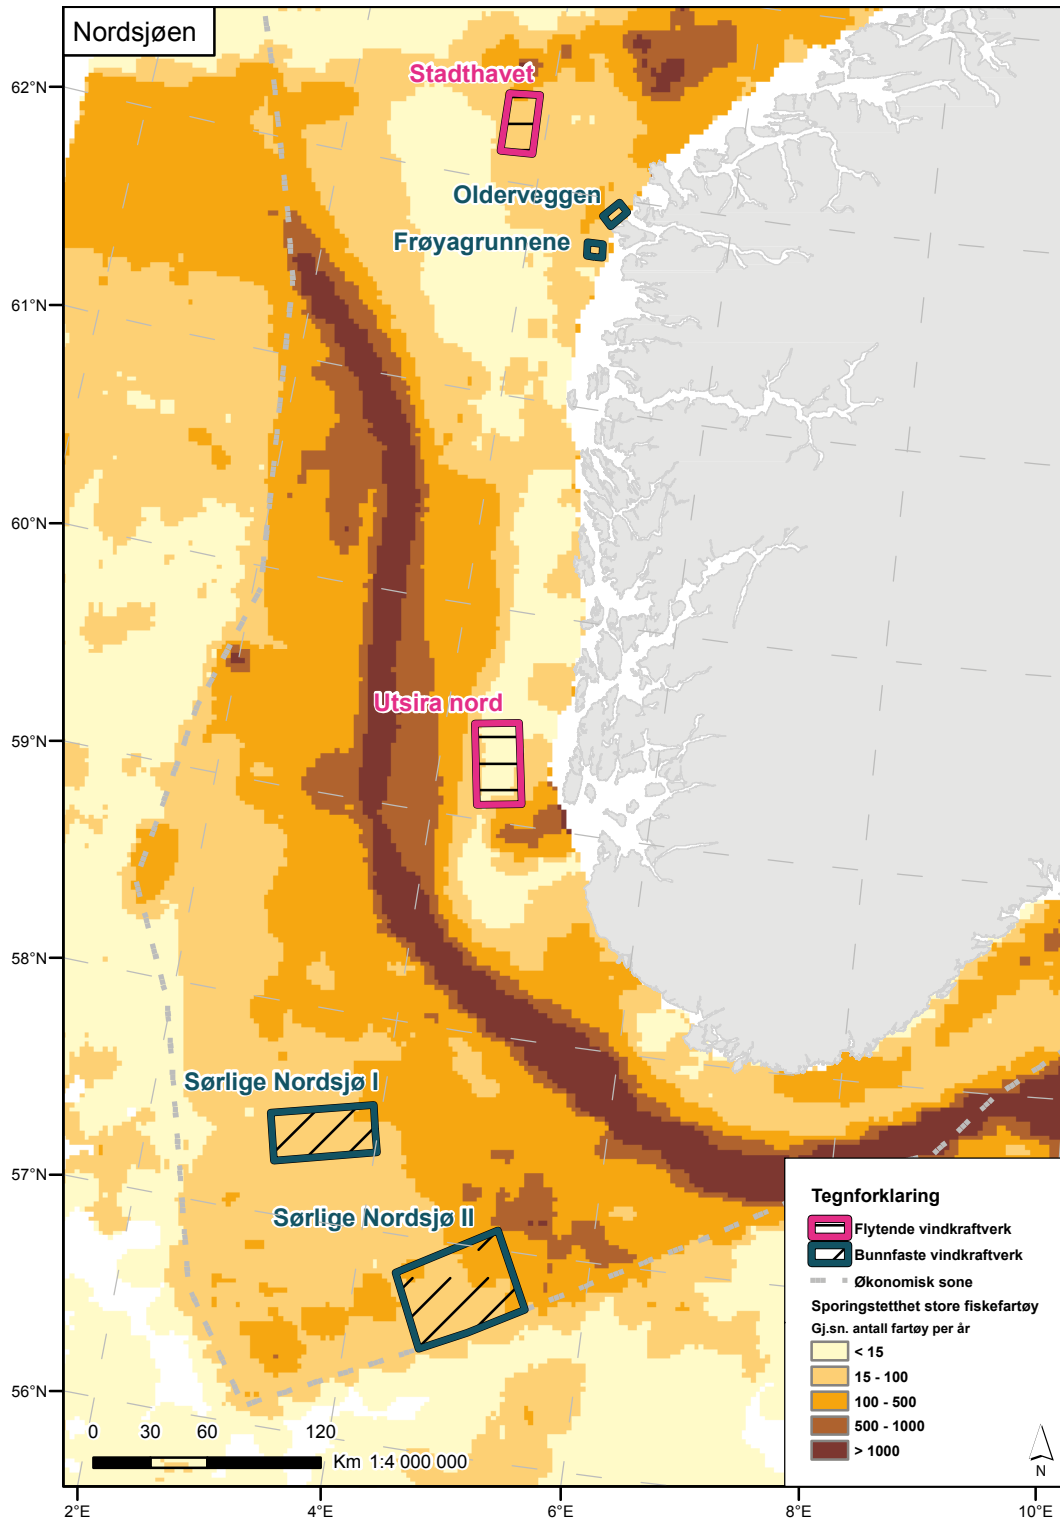 Nordsjøen
62°N
61°N
60°N
59°N
58°N
57°N
56°N
Stadthavet
Olderveggen
Frøyagrunnene
Utsira nord
Sørlige Nordsjø I
Sørlige Nordsjø II
0 30 60 120
Km 1:4 000 000
Tegnforklaring
Flytende vindkraftverk
Bunnfaste vindkraftverk
Økonomisk sone
Sporingstetthet store fiskefartøy
Gj.sn. antall fartøy per år
< 15
15 - 100
100 - 500
500 - 1000
> 1000
N
2°E 4°E 6°E 8°E 10°E